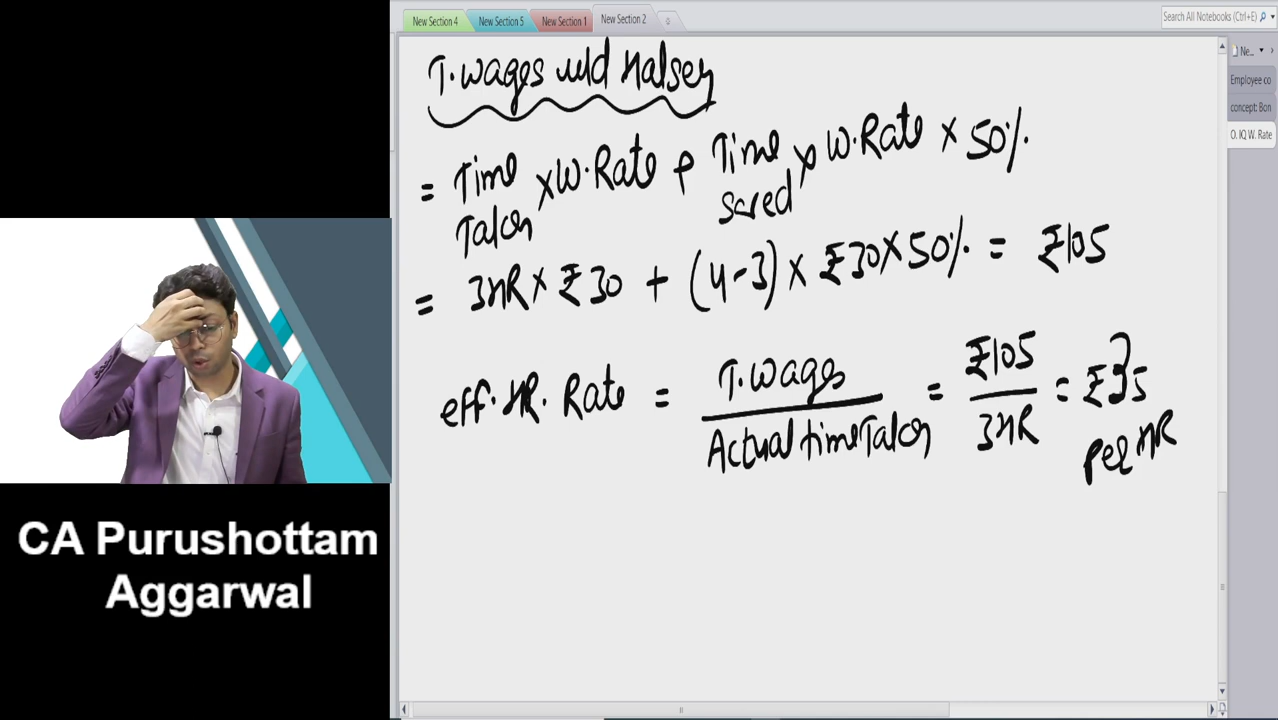 New Section 4 New Section 5 New Section 1 New Section 2
Search All Notebooks (Ctrl+E)
Ne...
Employee co
concept: Bon
O. IQ W. Rate
T.wages u/d Halsey
= Time Taken × W.Rate + Time saved × W.Rate × 50%
= 3HR × ₹30 + (4-3) × ₹30 × 50% = ₹105
eff. HR. Rate = T.wages / Actual time Taken = ₹105 / 3HR = ₹35 per HR
CA Purushottam
Aggarwal